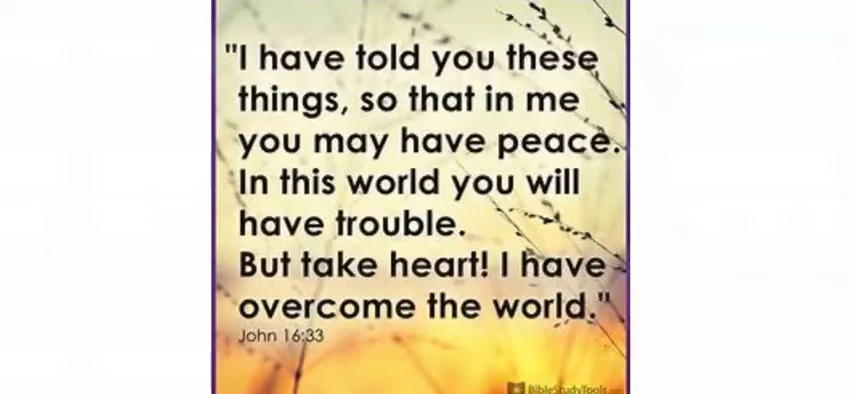 "I have told you these
things, so that in me
you may have peace.
In this world you will
have trouble.
But take heart! I have
overcome the world."
John 16:33
BibleStudyTools